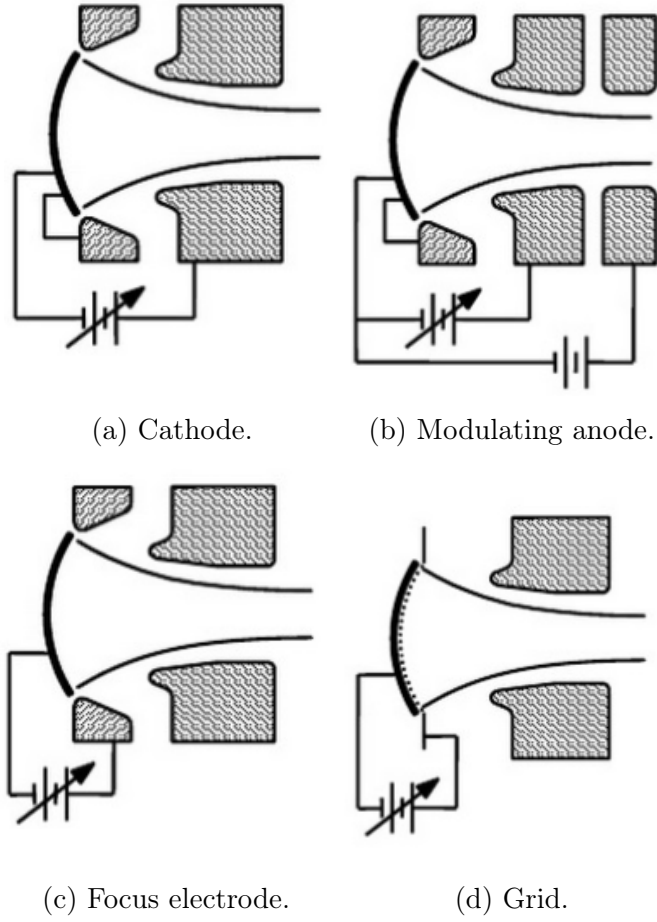 (a) Cathode.
(b) Modulating anode.
(c) Focus electrode.
(d) Grid.